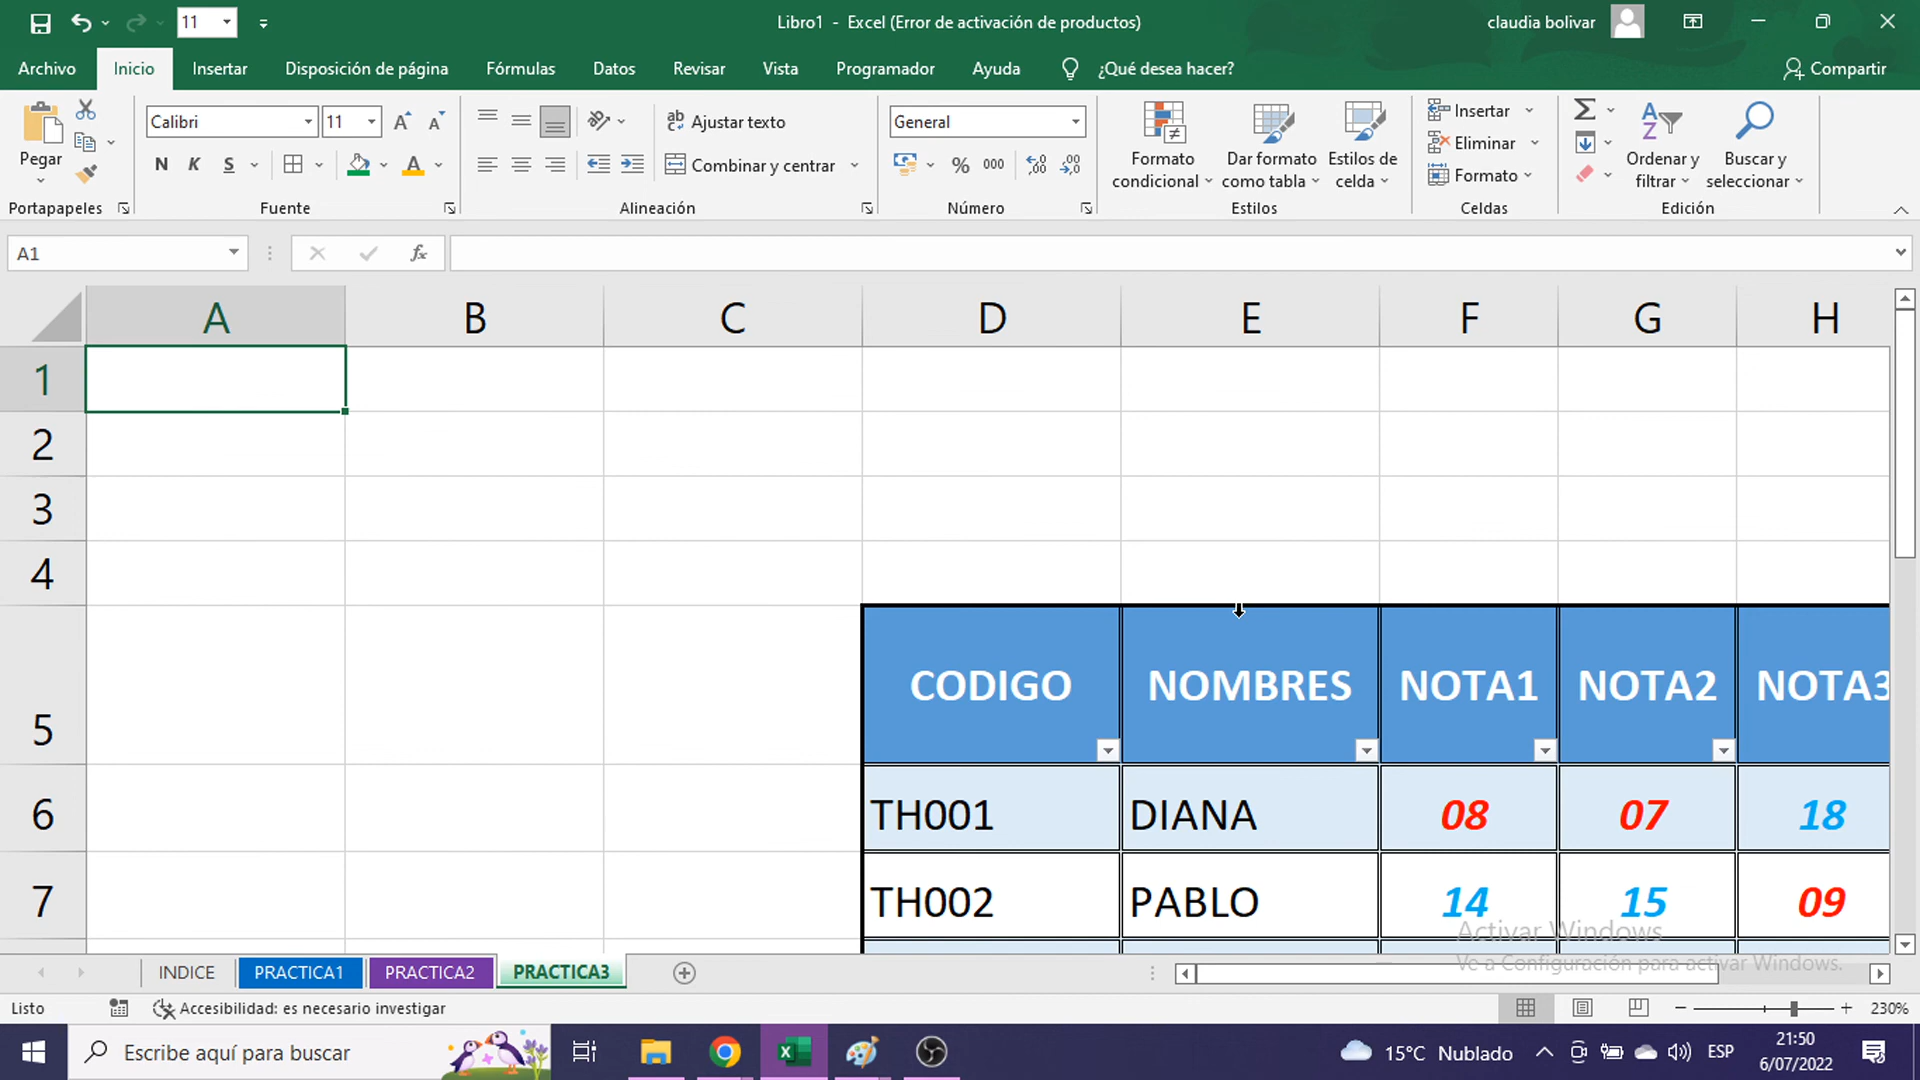 11
Libro1 - Excel (Error de activación de productos)
claudia bolivar
Archivo Inicio Insertar Disposición de página Fórmulas Datos Revisar Vista Programador Ayuda ¿Qué desea hacer? Compartir
Pegar
Portapapeles
Calibri 11
N K S A
Fuente
ab Ajustar texto
Combinar y centrar
Alineación
General
% 000
Número
Formato condicional
Dar formato como tabla
Estilos de celda
Estilos
Insertar
Eliminar
Formato
Celdas
Ordenar y filtrar
Buscar y seleccionar
Edición
A1 fx
A B C D E F G H
1
2
3
4
5 CODIGO NOMBRES NOTA1 NOTA2 NOTA3
6 TH001 DIANA 08 07 18
7 TH002 PABLO 14 15 09
Activar Windows
Ve a Configuración para activar Windows.
INDICE PRACTICA1 PRACTICA2 PRACTICA3
Listo Accesibilidad: es necesario investigar 230%
Escribe aquí para buscar 15°C Nublado ESP 21:50
6/07/2022